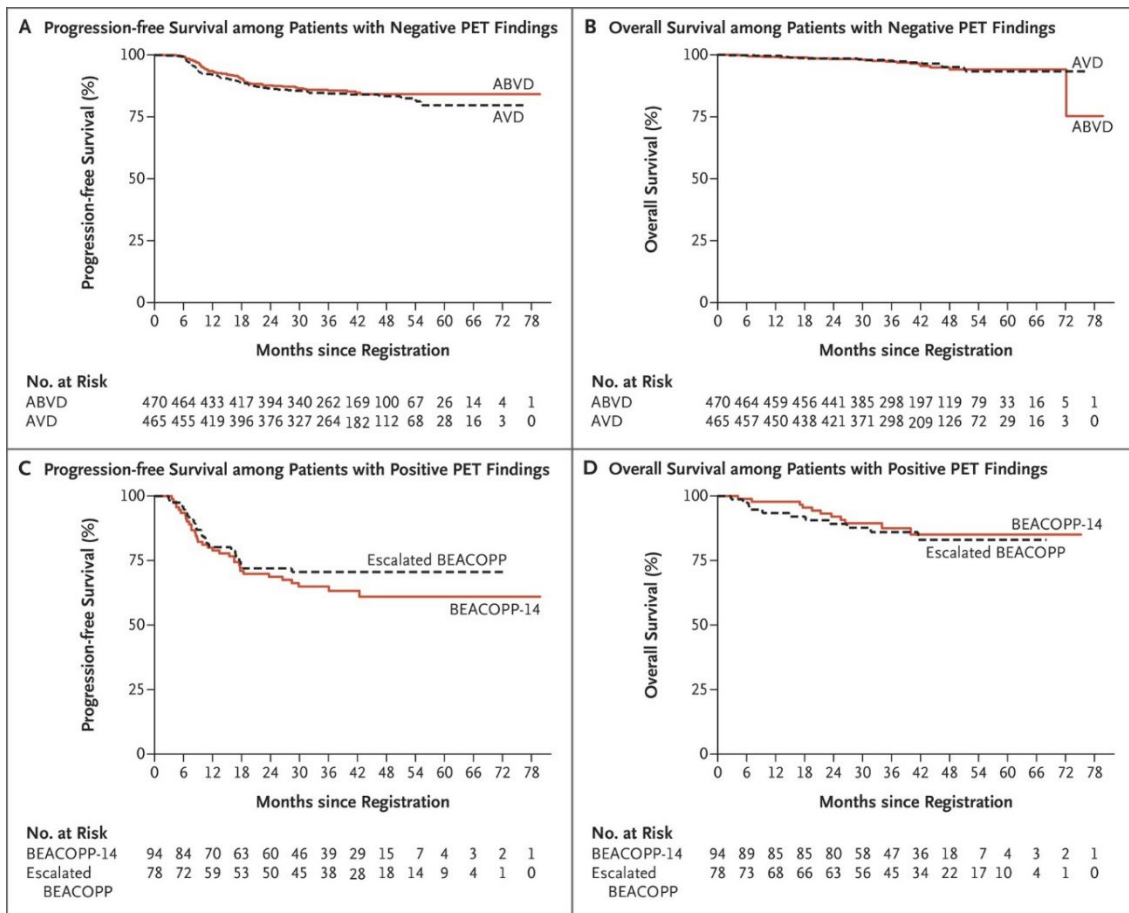 A Progression-free Survival among Patients with Negative PET Findings
Progression-free Survival (%)
100
75
50
25
0
ABVD
AVD
0 6 12 18 24 30 36 42 48 54 60 66 72 78
Months since Registration
No. at Risk
ABVD 470 464 433 417 394 340 262 169 100 67 26 14 4 1
AVD 465 455 419 396 376 327 264 182 112 68 28 16 3 0
B Overall Survival among Patients with Negative PET Findings
Overall Survival (%)
100
75
50
25
0
AVD
ABVD
0 6 12 18 24 30 36 42 48 54 60 66 72 78
Months since Registration
No. at Risk
ABVD 470 464 459 456 441 385 298 197 119 79 33 16 5 1
AVD 465 457 450 438 421 371 298 209 126 72 29 16 3 0
C Progression-free Survival among Patients with Positive PET Findings
Progression-free Survival (%)
100
75
50
25
0
Escalated BEACOPP
BEACOPP-14
0 6 12 18 24 30 36 42 48 54 60 66 72 78
Months since Registration
No. at Risk
BEACOPP-14 94 84 70 63 60 46 39 29 15 7 4 3 2 1
Escalated 78 72 59 53 50 45 38 28 18 14 9 4 1 0
BEACOPP
D Overall Survival among Patients with Positive PET Findings
Overall Survival (%)
100
75
50
25
0
BEACOPP-14
Escalated BEACOPP
0 6 12 18 24 30 36 42 48 54 60 66 72 78
Months since Registration
No. at Risk
BEACOPP-14 94 89 85 85 80 58 47 36 18 7 4 3 2 1
Escalated 78 73 68 66 63 56 45 34 22 17 10 4 1 0
BEACOPP